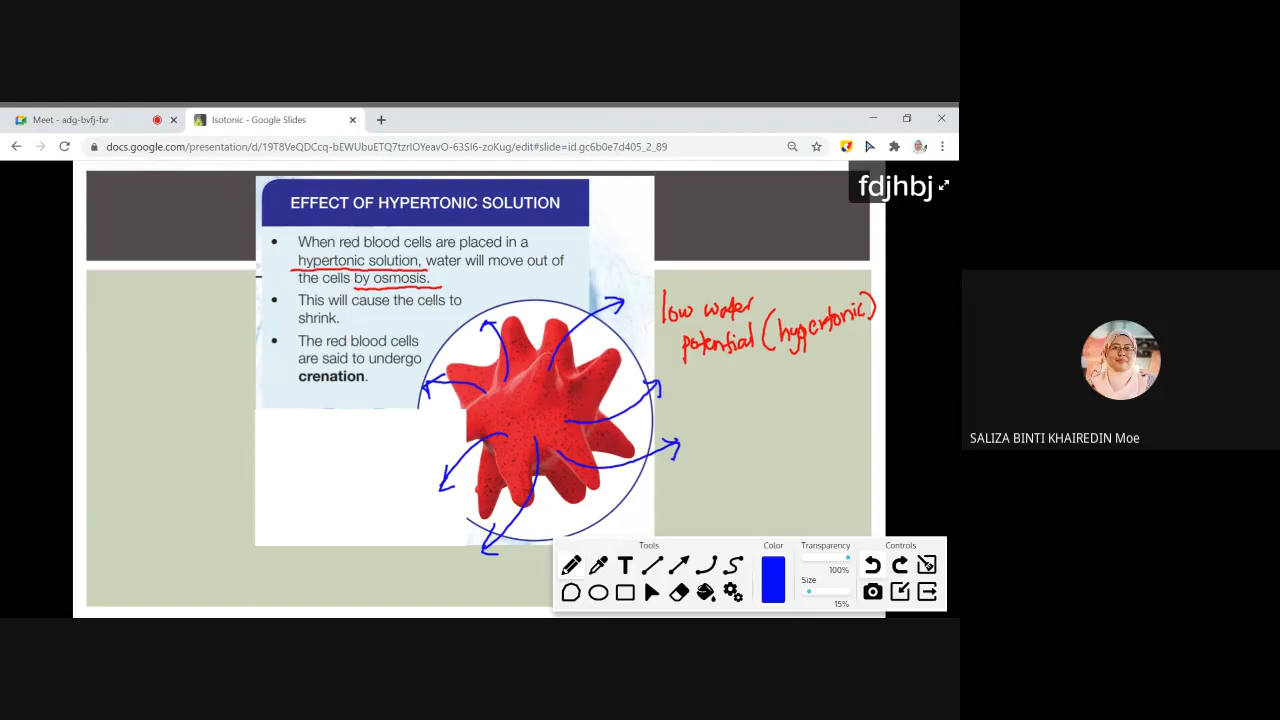 Meet - adg-bvfj-fxr
Isotonic - Google Slides
docs.google.com/presentation/d/19T8VeQDCcq-bEWUbuETQ7tzrlOYeavO-63SI6-zoKug/edit#slide=id.gc6b0e7d405_2_89
fdjhbj
EFFECT OF HYPERTONIC SOLUTION
• When red blood cells are placed in a
hypertonic solution, water will move out of
the cells by osmosis.
• This will cause the cells to
shrink.
• The red blood cells
are said to undergo
crenation.
low water
potential (hypertonic)
SALIZA BINTI KHAIREDIN Moe
Tools
Color
Transparency
100%
Size
15%
Controls